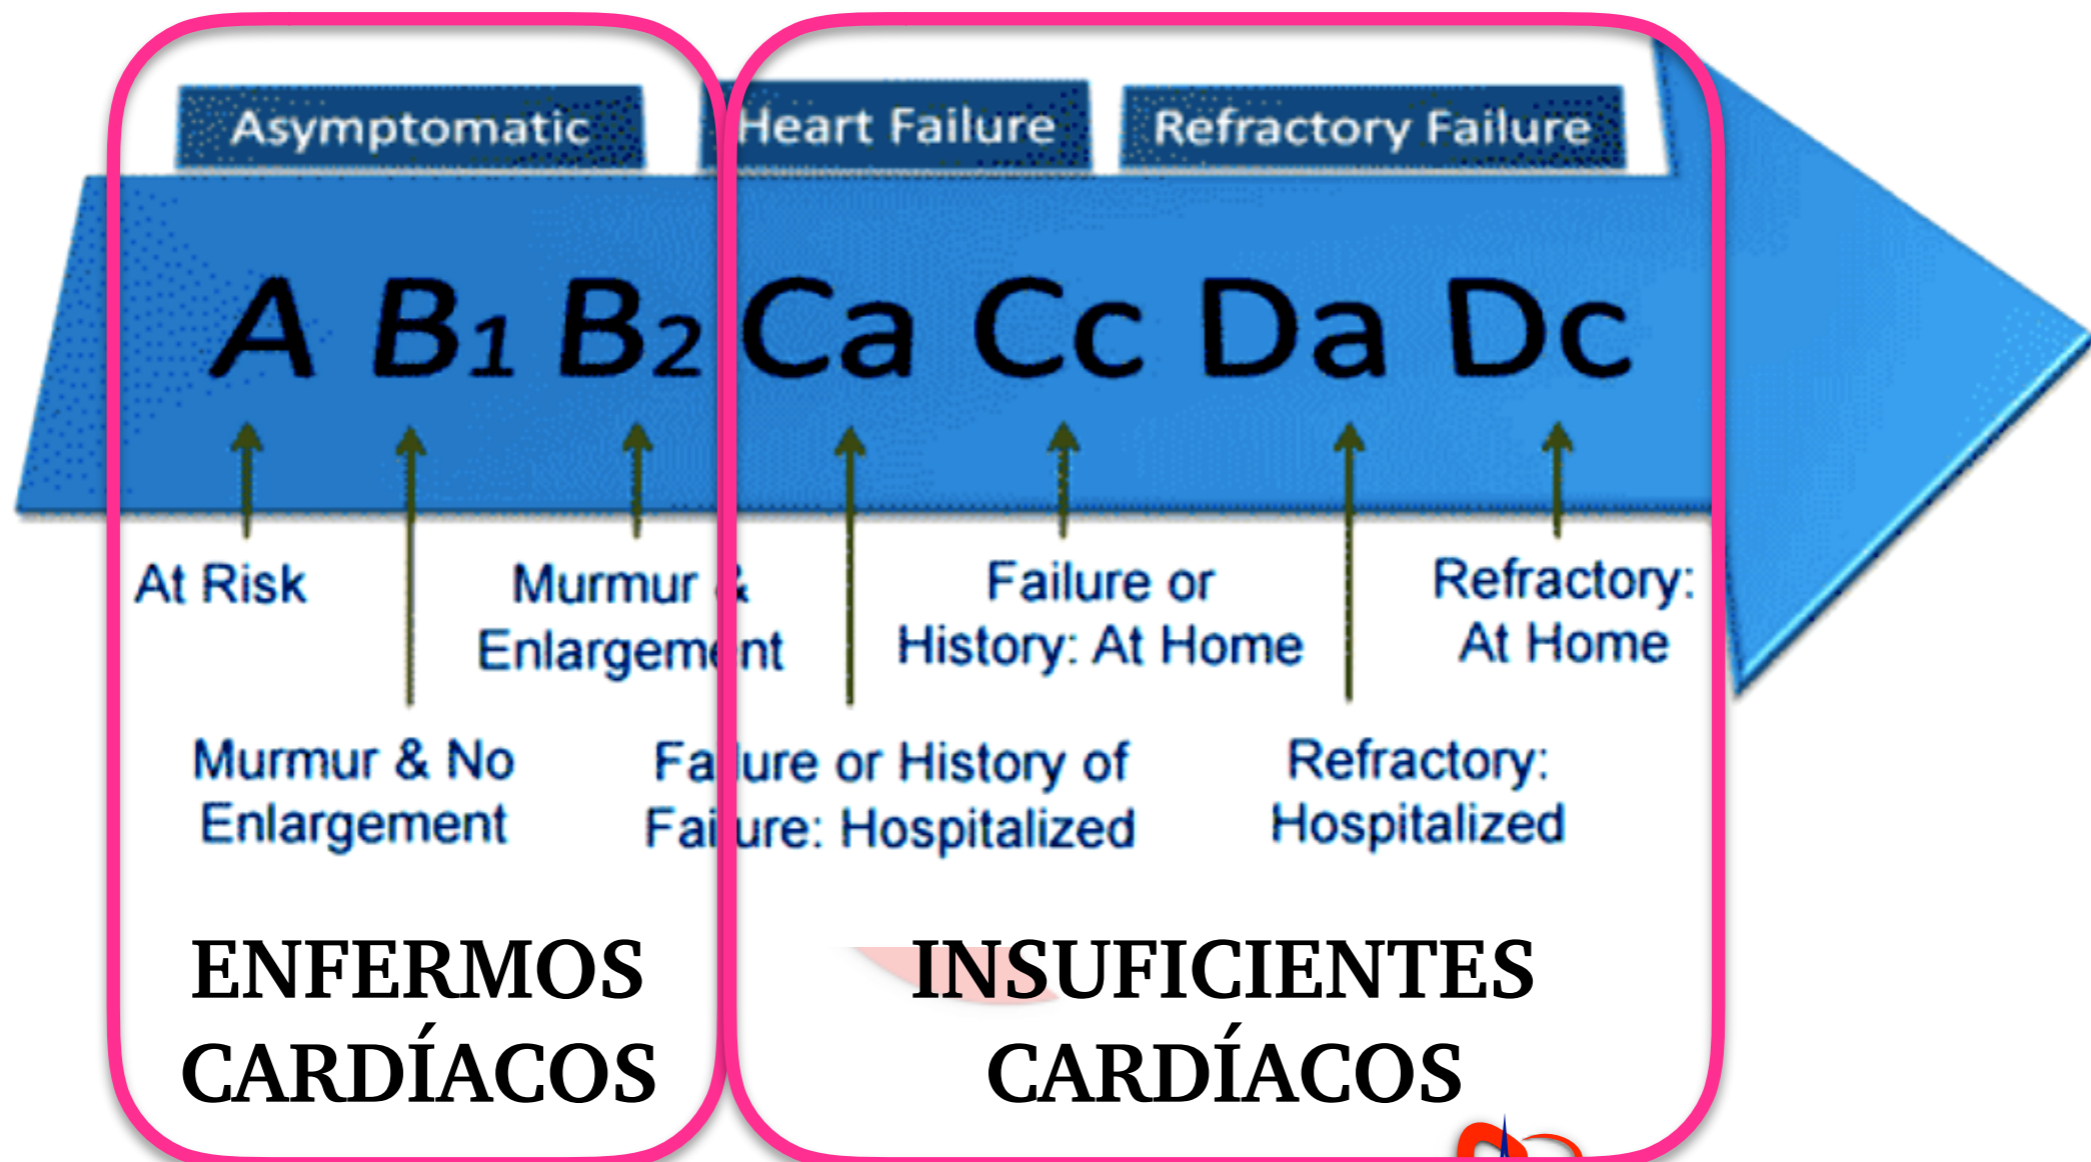 Asymptomatic
Heart Failure
Refractory Failure
A B1 B2 Ca Cc Da Dc
At Risk
Murmur &
Enlargement
Failure or
History: At Home
Refractory:
At Home
Murmur & No
Enlargement
Failure or History of
Failure: Hospitalized
Refractory:
Hospitalized
ENFERMOS
CARDÍACOS
INSUFICIENTES
CARDÍACOS